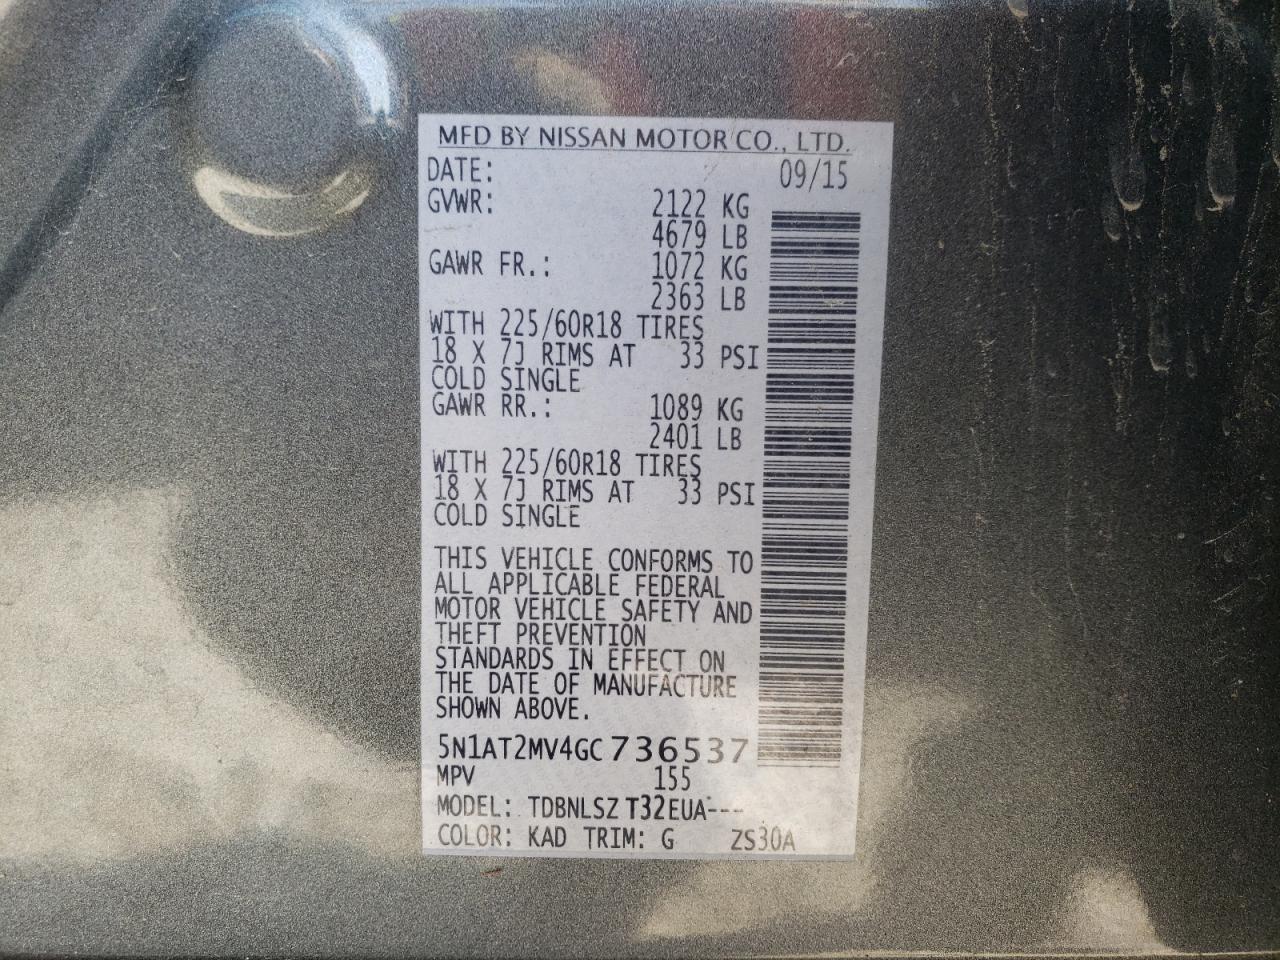 MFD BY NISSAN MOTOR CO., LTD.
DATE: 09/15
GVWR: 2122 KG
4679 LB
GAWR FR.: 1072 KG
2363 LB
WITH 225/60R18 TIRES
18 X 7J RIMS AT 33 PSI
COLD SINGLE
GAWR RR.: 1089 KG
2401 LB
WITH 225/60R18 TIRES
18 X 7J RIMS AT 33 PSI
COLD SINGLE
THIS VEHICLE CONFORMS TO
ALL APPLICABLE FEDERAL
MOTOR VEHICLE SAFETY AND
THEFT PREVENTION
STANDARDS IN EFFECT ON
THE DATE OF MANUFACTURE
SHOWN ABOVE.
5N1AT2MV4GC736537
MPV 155
MODEL: TDBNLSZ T32EUA---
COLOR: KAD TRIM: G ZS30A